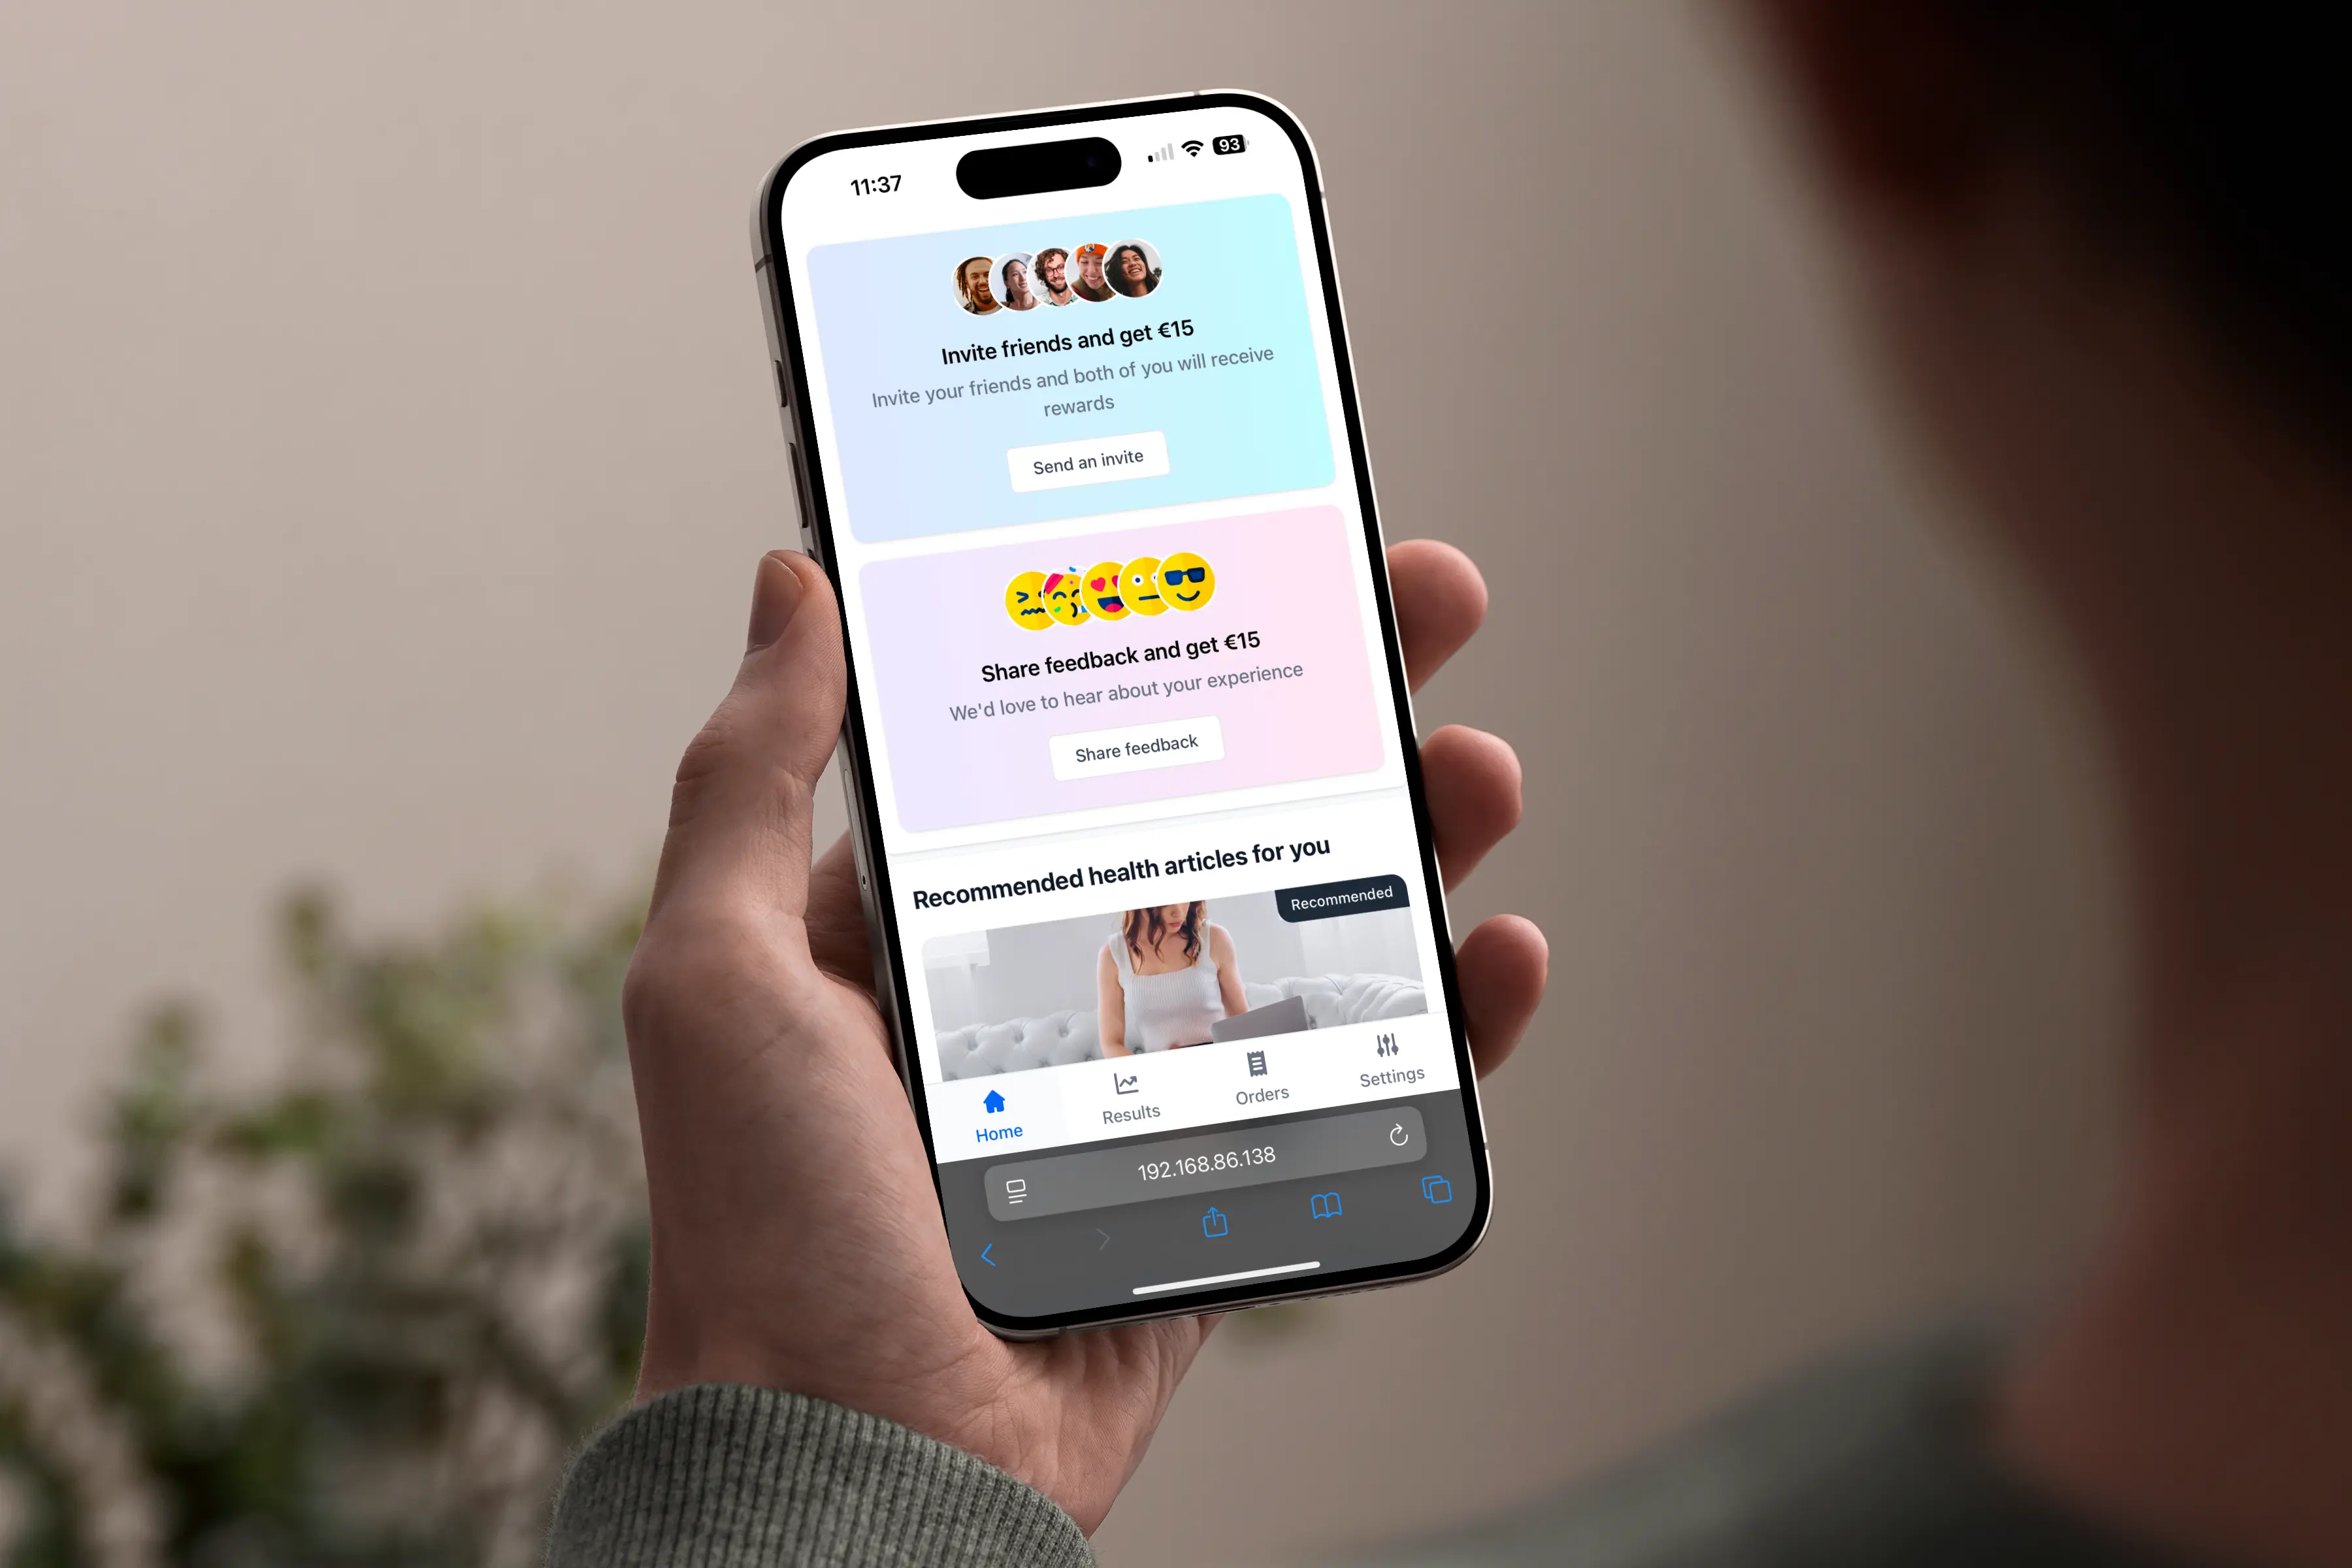 11:37
93
Invite friends and get €15
Invite your friends and both of you will receive
rewards
Send an invite
Share feedback and get €15
We'd love to hear about your experience
Share feedback
Recommended health articles for you
Recommended
Home
Results
Orders
Settings
192.168.86.138